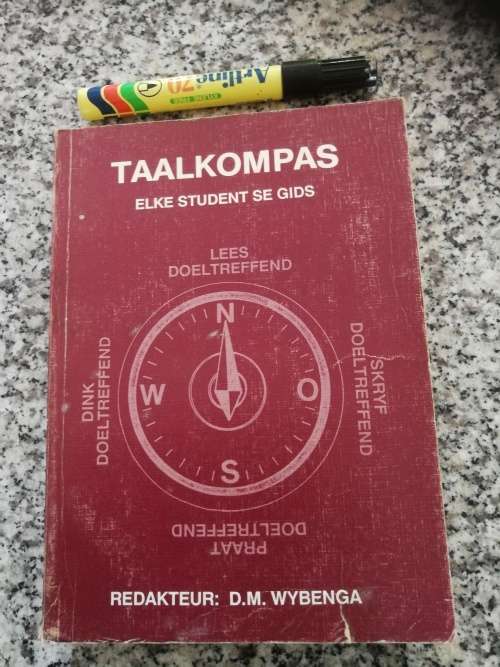 Artline 70
TAALKOMPAS
ELKE STUDENT SE GIDS
LEES
DOELTREFFEND
N
SKRYF
DOELTREFFEND
DINK
DOELTREFFEND
W
O
S
PRAAT
DOELTREFFEND
REDAKTEUR: D.M. WYBENGA